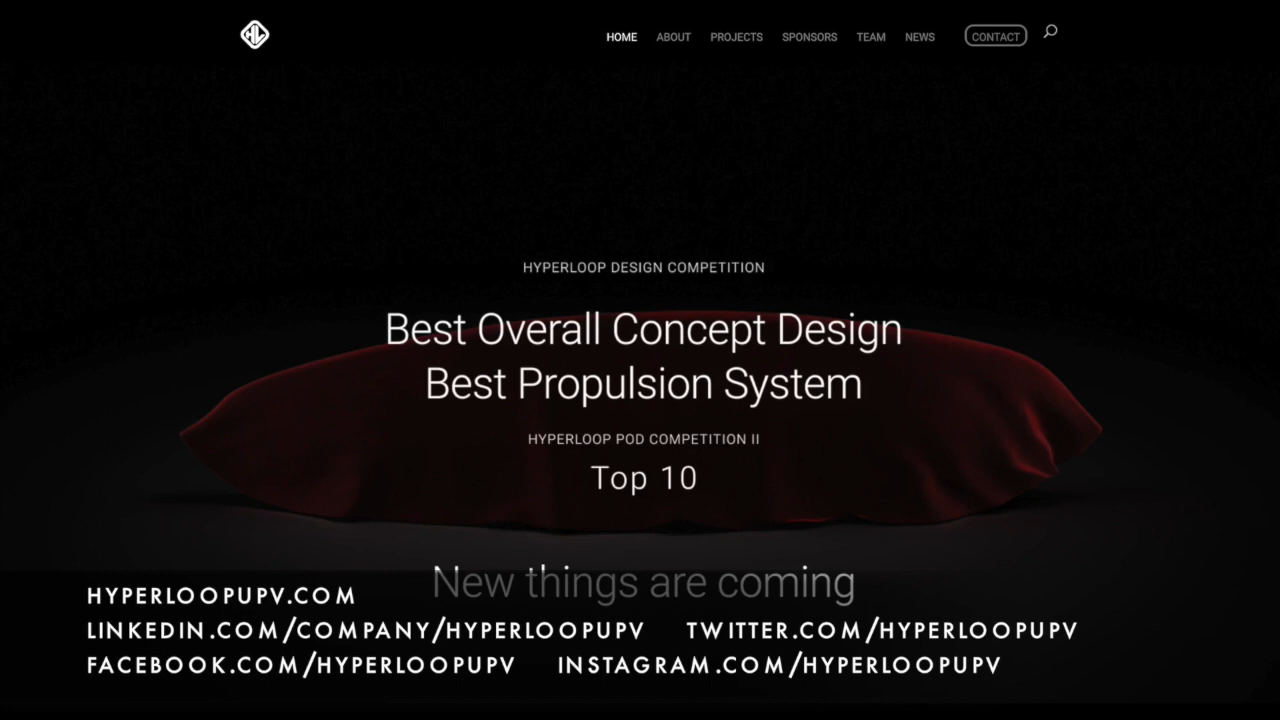 HL
HOME ABOUT PROJECTS SPONSORS TEAM NEWS CONTACT
HYPERLOOP DESIGN COMPETITION
Best Overall Concept Design
Best Propulsion System
HYPERLOOP POD COMPETITION II
Top 10
New things are coming
HYPERLOOPUPV.COM
LINKEDIN.COM/COMPANY/HYPERLOOPUPV TWITTER.COM/HYPERLOOPUPV
FACEBOOK.COM/HYPERLOOPUPV INSTAGRAM.COM/HYPERLOOPUPV